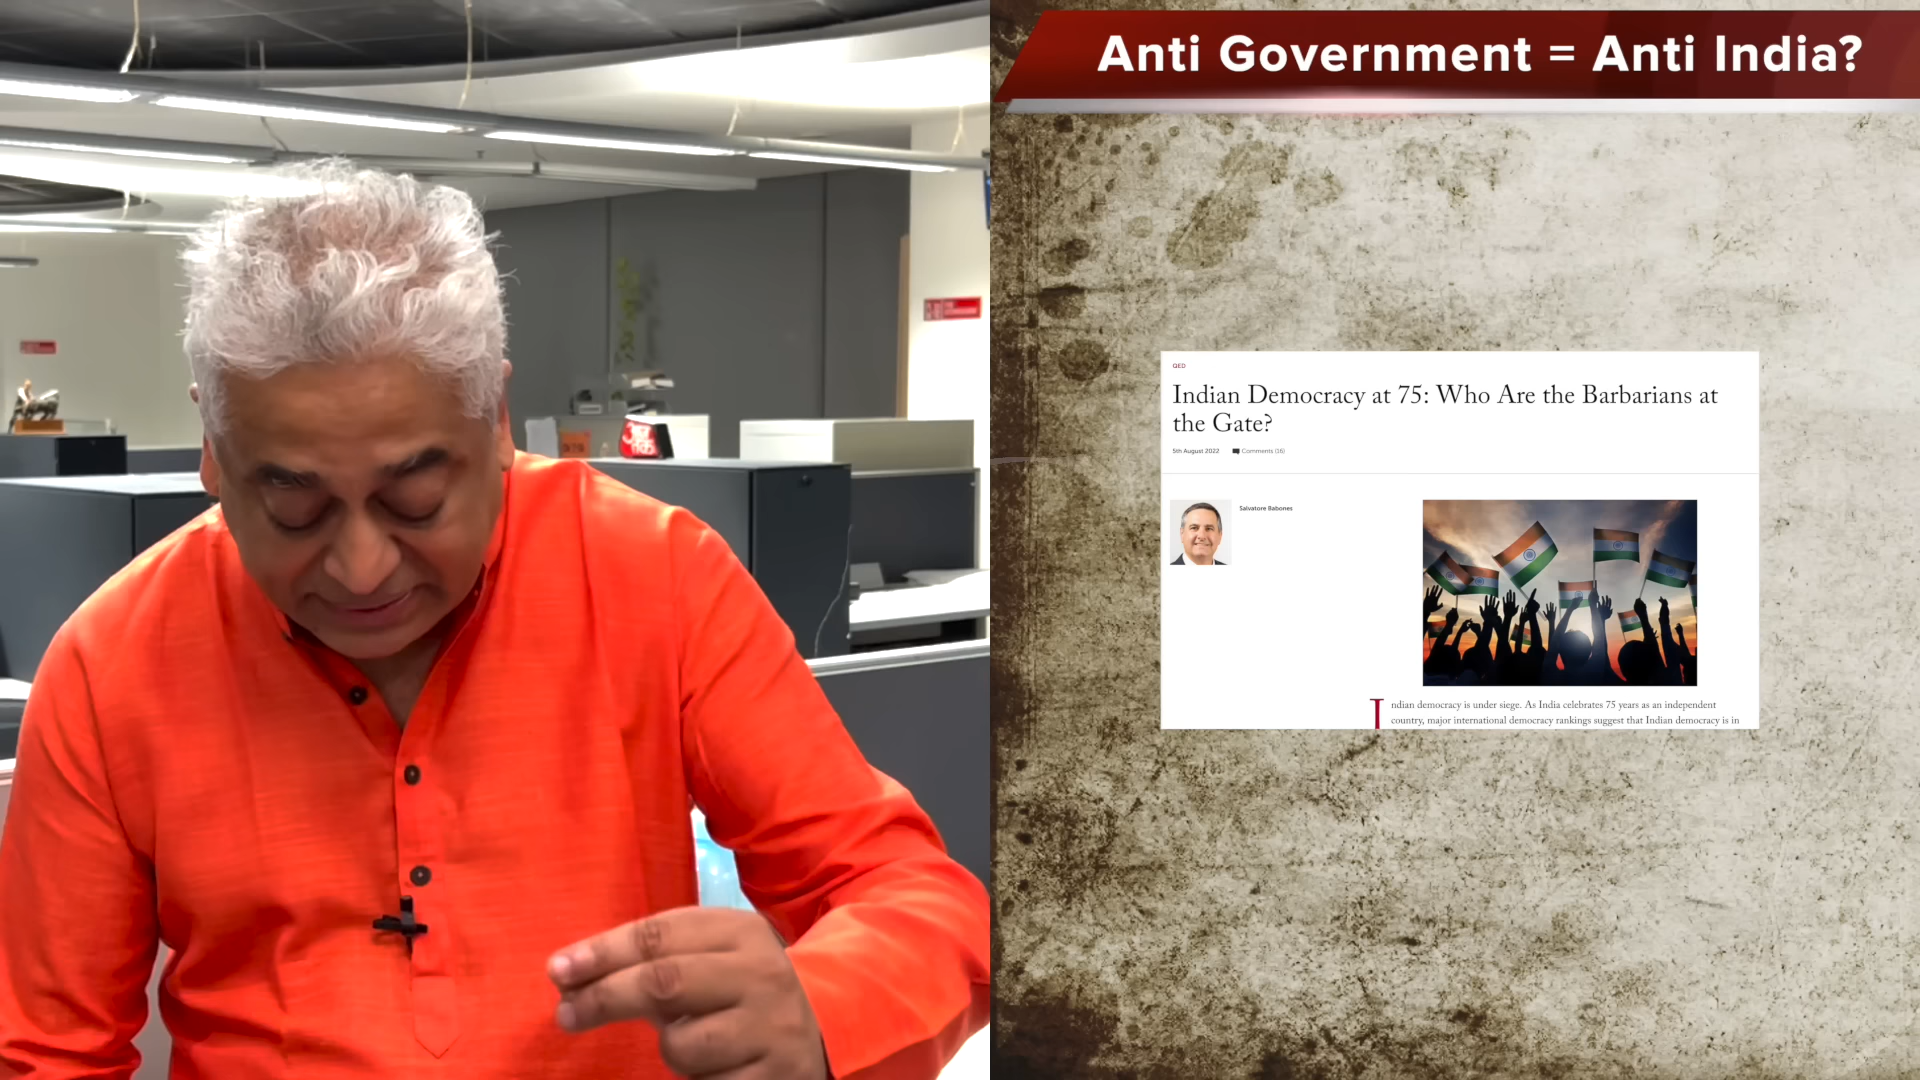 Anti Government = Anti India?
QED
Indian Democracy at 75: Who Are the Barbarians at
the Gate?
5th August 2022 Comments (16)
Salvatore Babones
Indian democracy is under siege. As India celebrates 75 years as an independent
country, major international democracy rankings suggest that Indian democracy is in